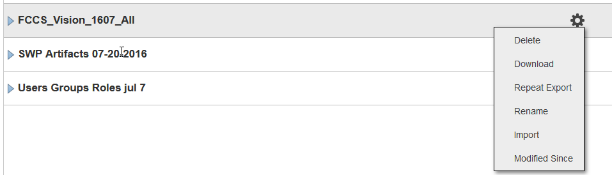 FCCS_Vision_1607_All
SWP Artifacts 07-20-2016
Users Groups Roles jul 7
Delete
Download
Repeat Export
Rename
Import
Modified Since